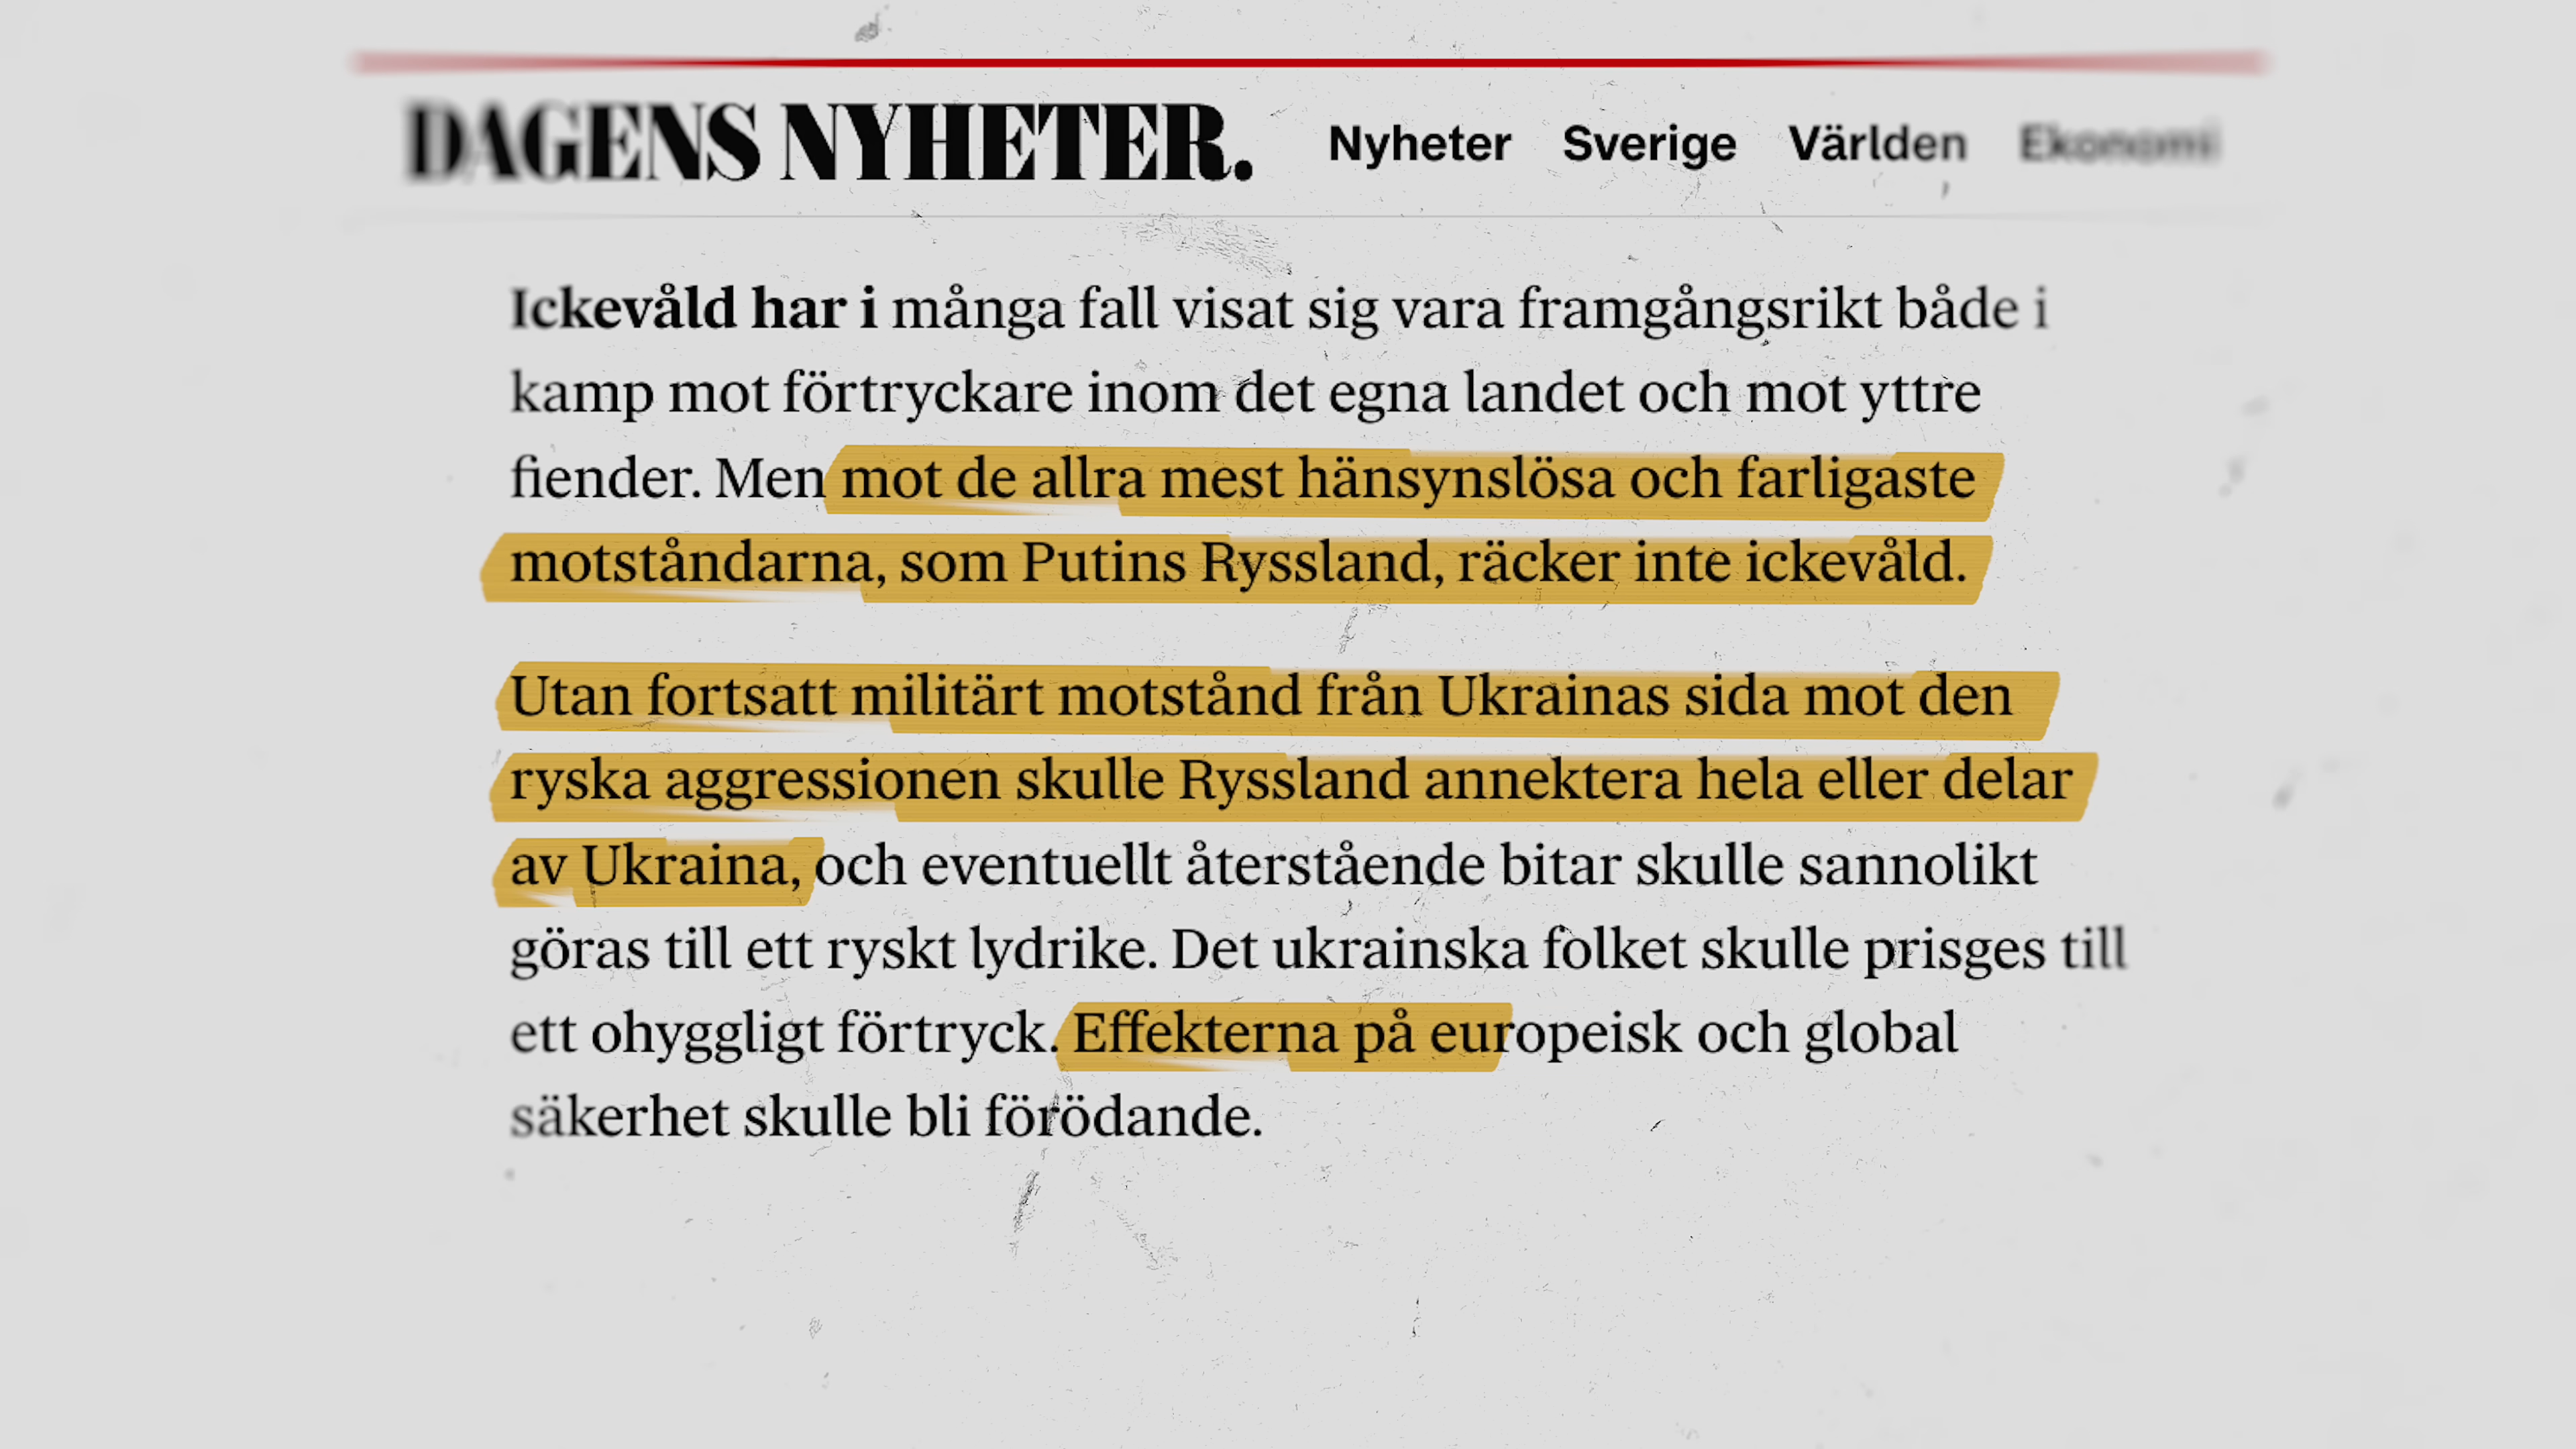 DAGENS NYHETER. Nyheter Sverige Världen Ekonomi
Ickevåld har i många fall visat sig vara framgångsrikt både i
kamp mot förtryckare inom det egna landet och mot yttre
fiender. Men mot de allra mest hänsynslösa och farligaste
motståndarna, som Putins Ryssland, räcker inte ickevåld.
Utan fortsatt militärt motstånd från Ukrainas sida mot den
ryska aggressionen skulle Ryssland annektera hela eller delar
av Ukraina, och eventuellt återstående bitar skulle sannolikt
göras till ett ryskt lydrike. Det ukrainska folket skulle prisges till
ett ohyggligt förtryck. Effekterna på europeisk och global
säkerhet skulle bli förödande.